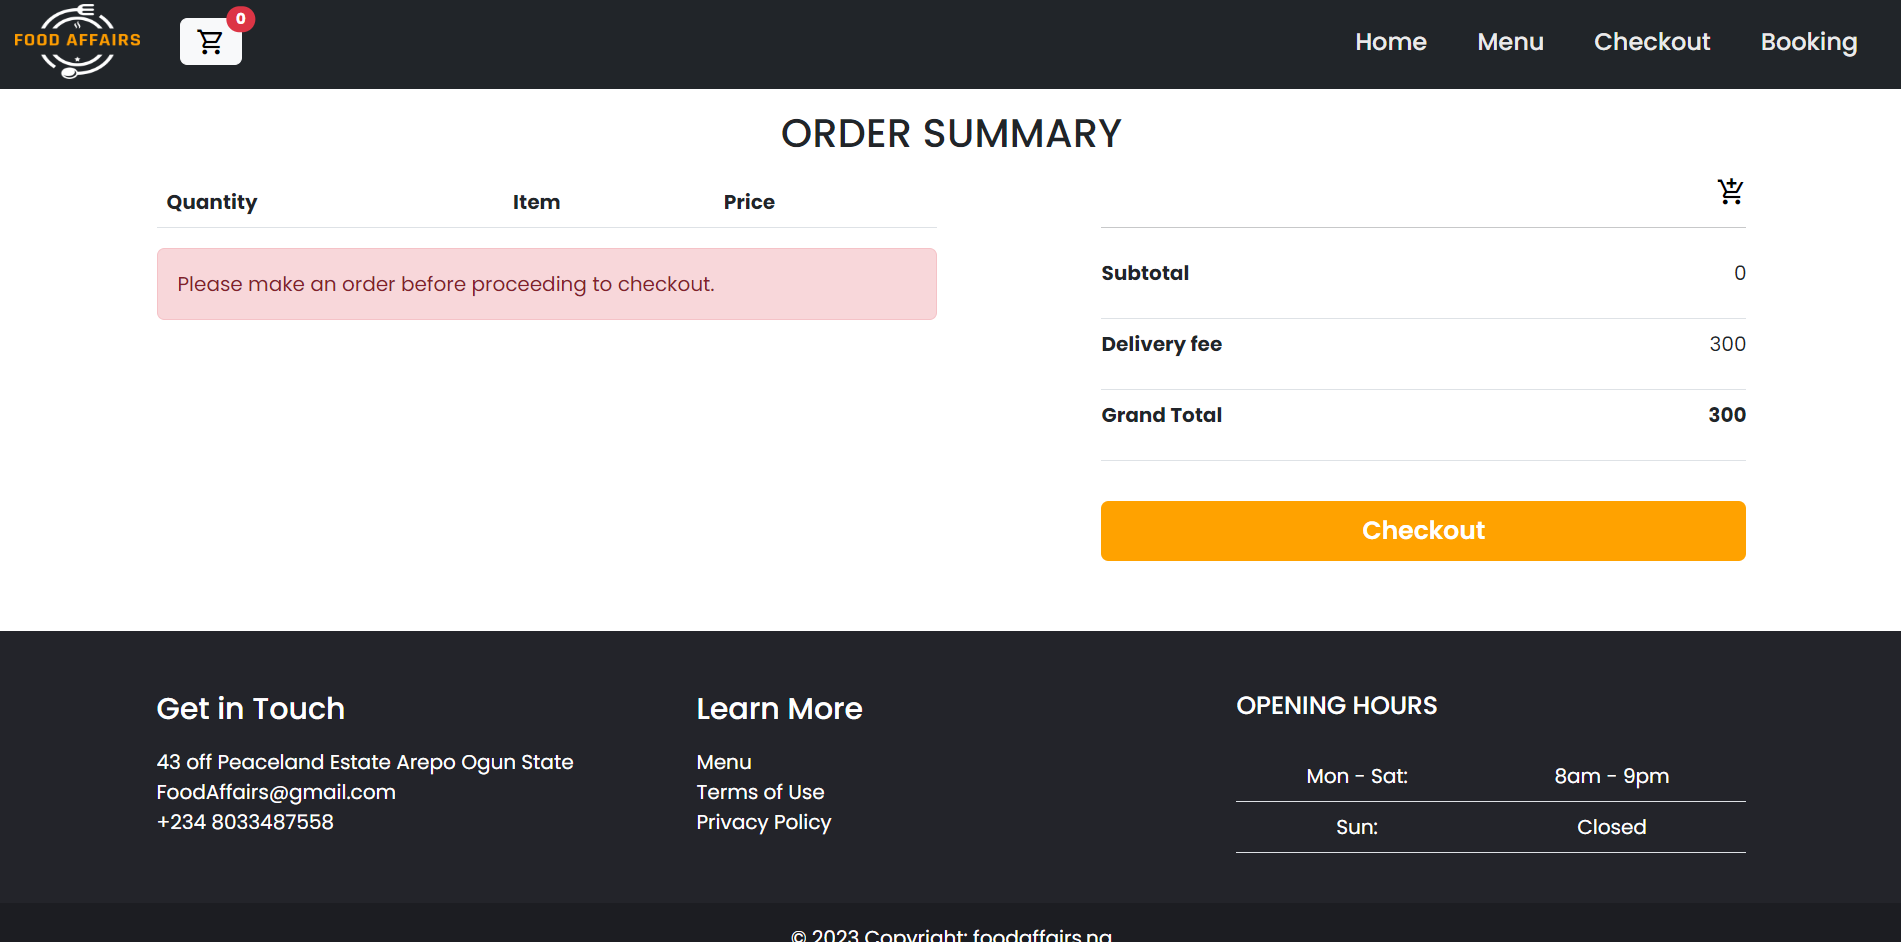 FOOD AFFAIRS
0
Home Menu Checkout Booking
ORDER SUMMARY
Quantity Item Price
Please make an order before proceeding to checkout.
Subtotal 0
Delivery fee 300
Grand Total 300
Checkout
Get in Touch
43 off Peaceland Estate Arepo Ogun State
FoodAffairs@gmail.com
+234 8033487558
Learn More
Menu
Terms of Use
Privacy Policy
OPENING HOURS
Mon - Sat: 8am - 9pm
Sun: Closed
© 2023 Copyright: foodaffairs.ng